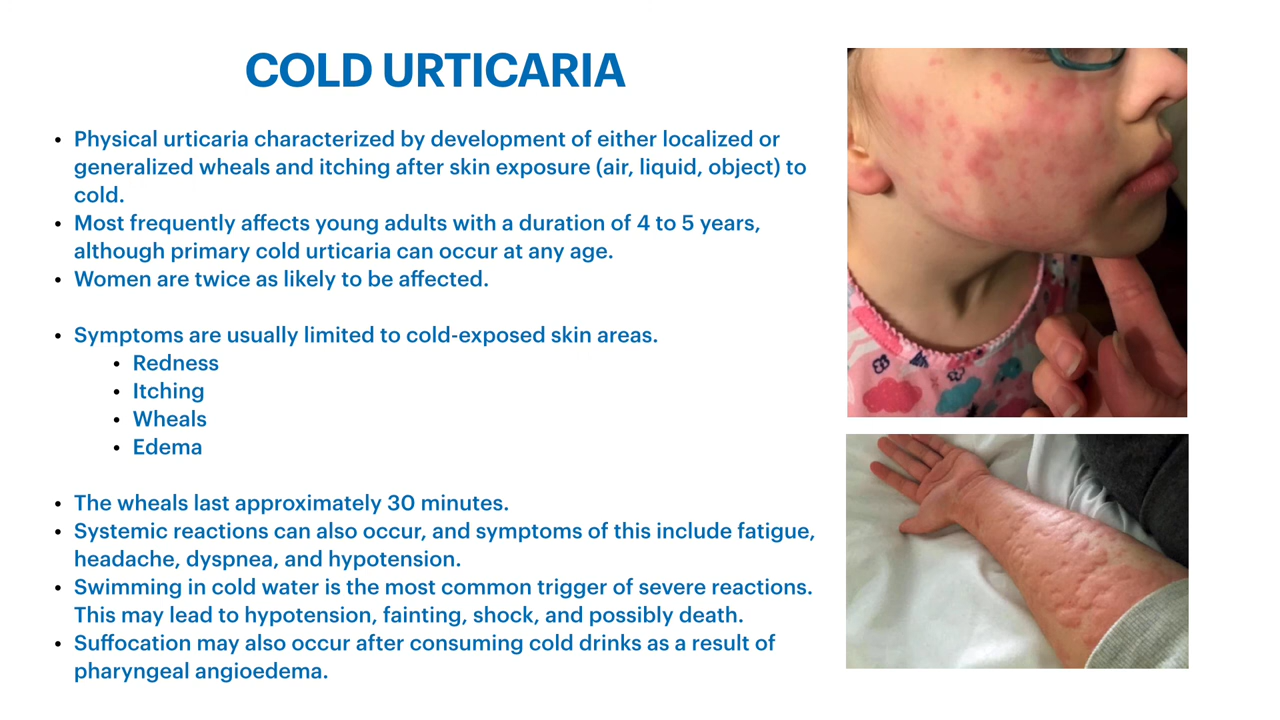 COLD URTICARIA
• Physical urticaria characterized by development of either localized or
generalized wheals and itching after skin exposure (air, liquid, object) to
cold.
• Most frequently affects young adults with a duration of 4 to 5 years,
although primary cold urticaria can occur at any age.
• Women are twice as likely to be affected.
• Symptoms are usually limited to cold-exposed skin areas.
• Redness
• Itching
• Wheals
• Edema
• The wheals last approximately 30 minutes.
• Systemic reactions can also occur, and symptoms of this include fatigue,
headache, dyspnea, and hypotension.
• Swimming in cold water is the most common trigger of severe reactions.
This may lead to hypotension, fainting, shock, and possibly death.
• Suffocation may also occur after consuming cold drinks as a result of
pharyngeal angioedema.